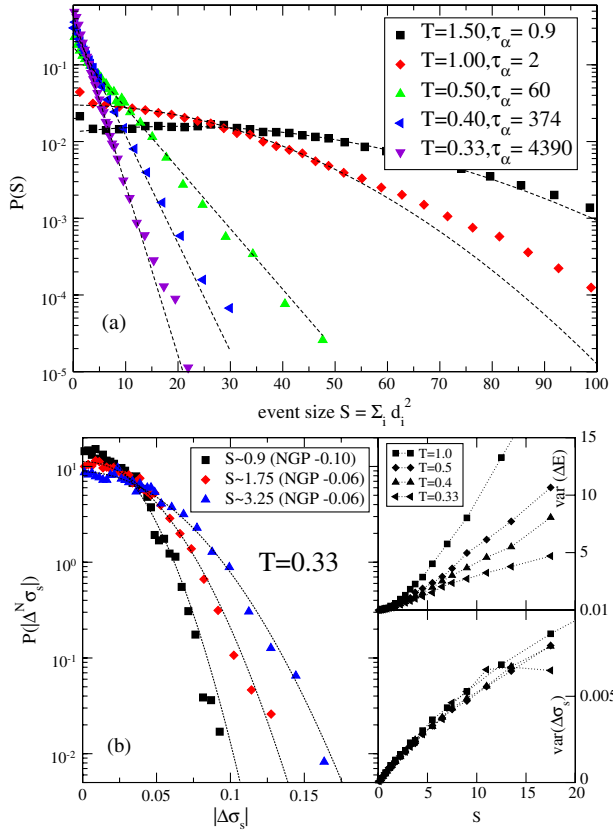 T=1.50,τα= 0.9
T=1.00,τα= 2
T=0.50,τα= 60
T=0.40,τα= 374
T=0.33,τα= 4390
10⁻¹
10⁻²
10⁻³
10⁻⁴
10⁻⁵
P(S)
(a)
0 10 20 30 40 50 60 70 80 90 100
event size S = Σᵢ dᵢ²
S~0.9 (NGP -0.10)
S~1.75 (NGP -0.06)
S~3.25 (NGP -0.06)
T=0.33
10¹
10⁰
10⁻¹
10⁻²
P(|Δᴺσₛ|)
(b)
0 0.05 0.1 0.15
|Δσₛ|
T=1.0
T=0.5
T=0.4
T=0.33
15
10
5
0.01
var (ΔE)
0.005
0
var(Δσₛ)
0 5 10 15 20
S